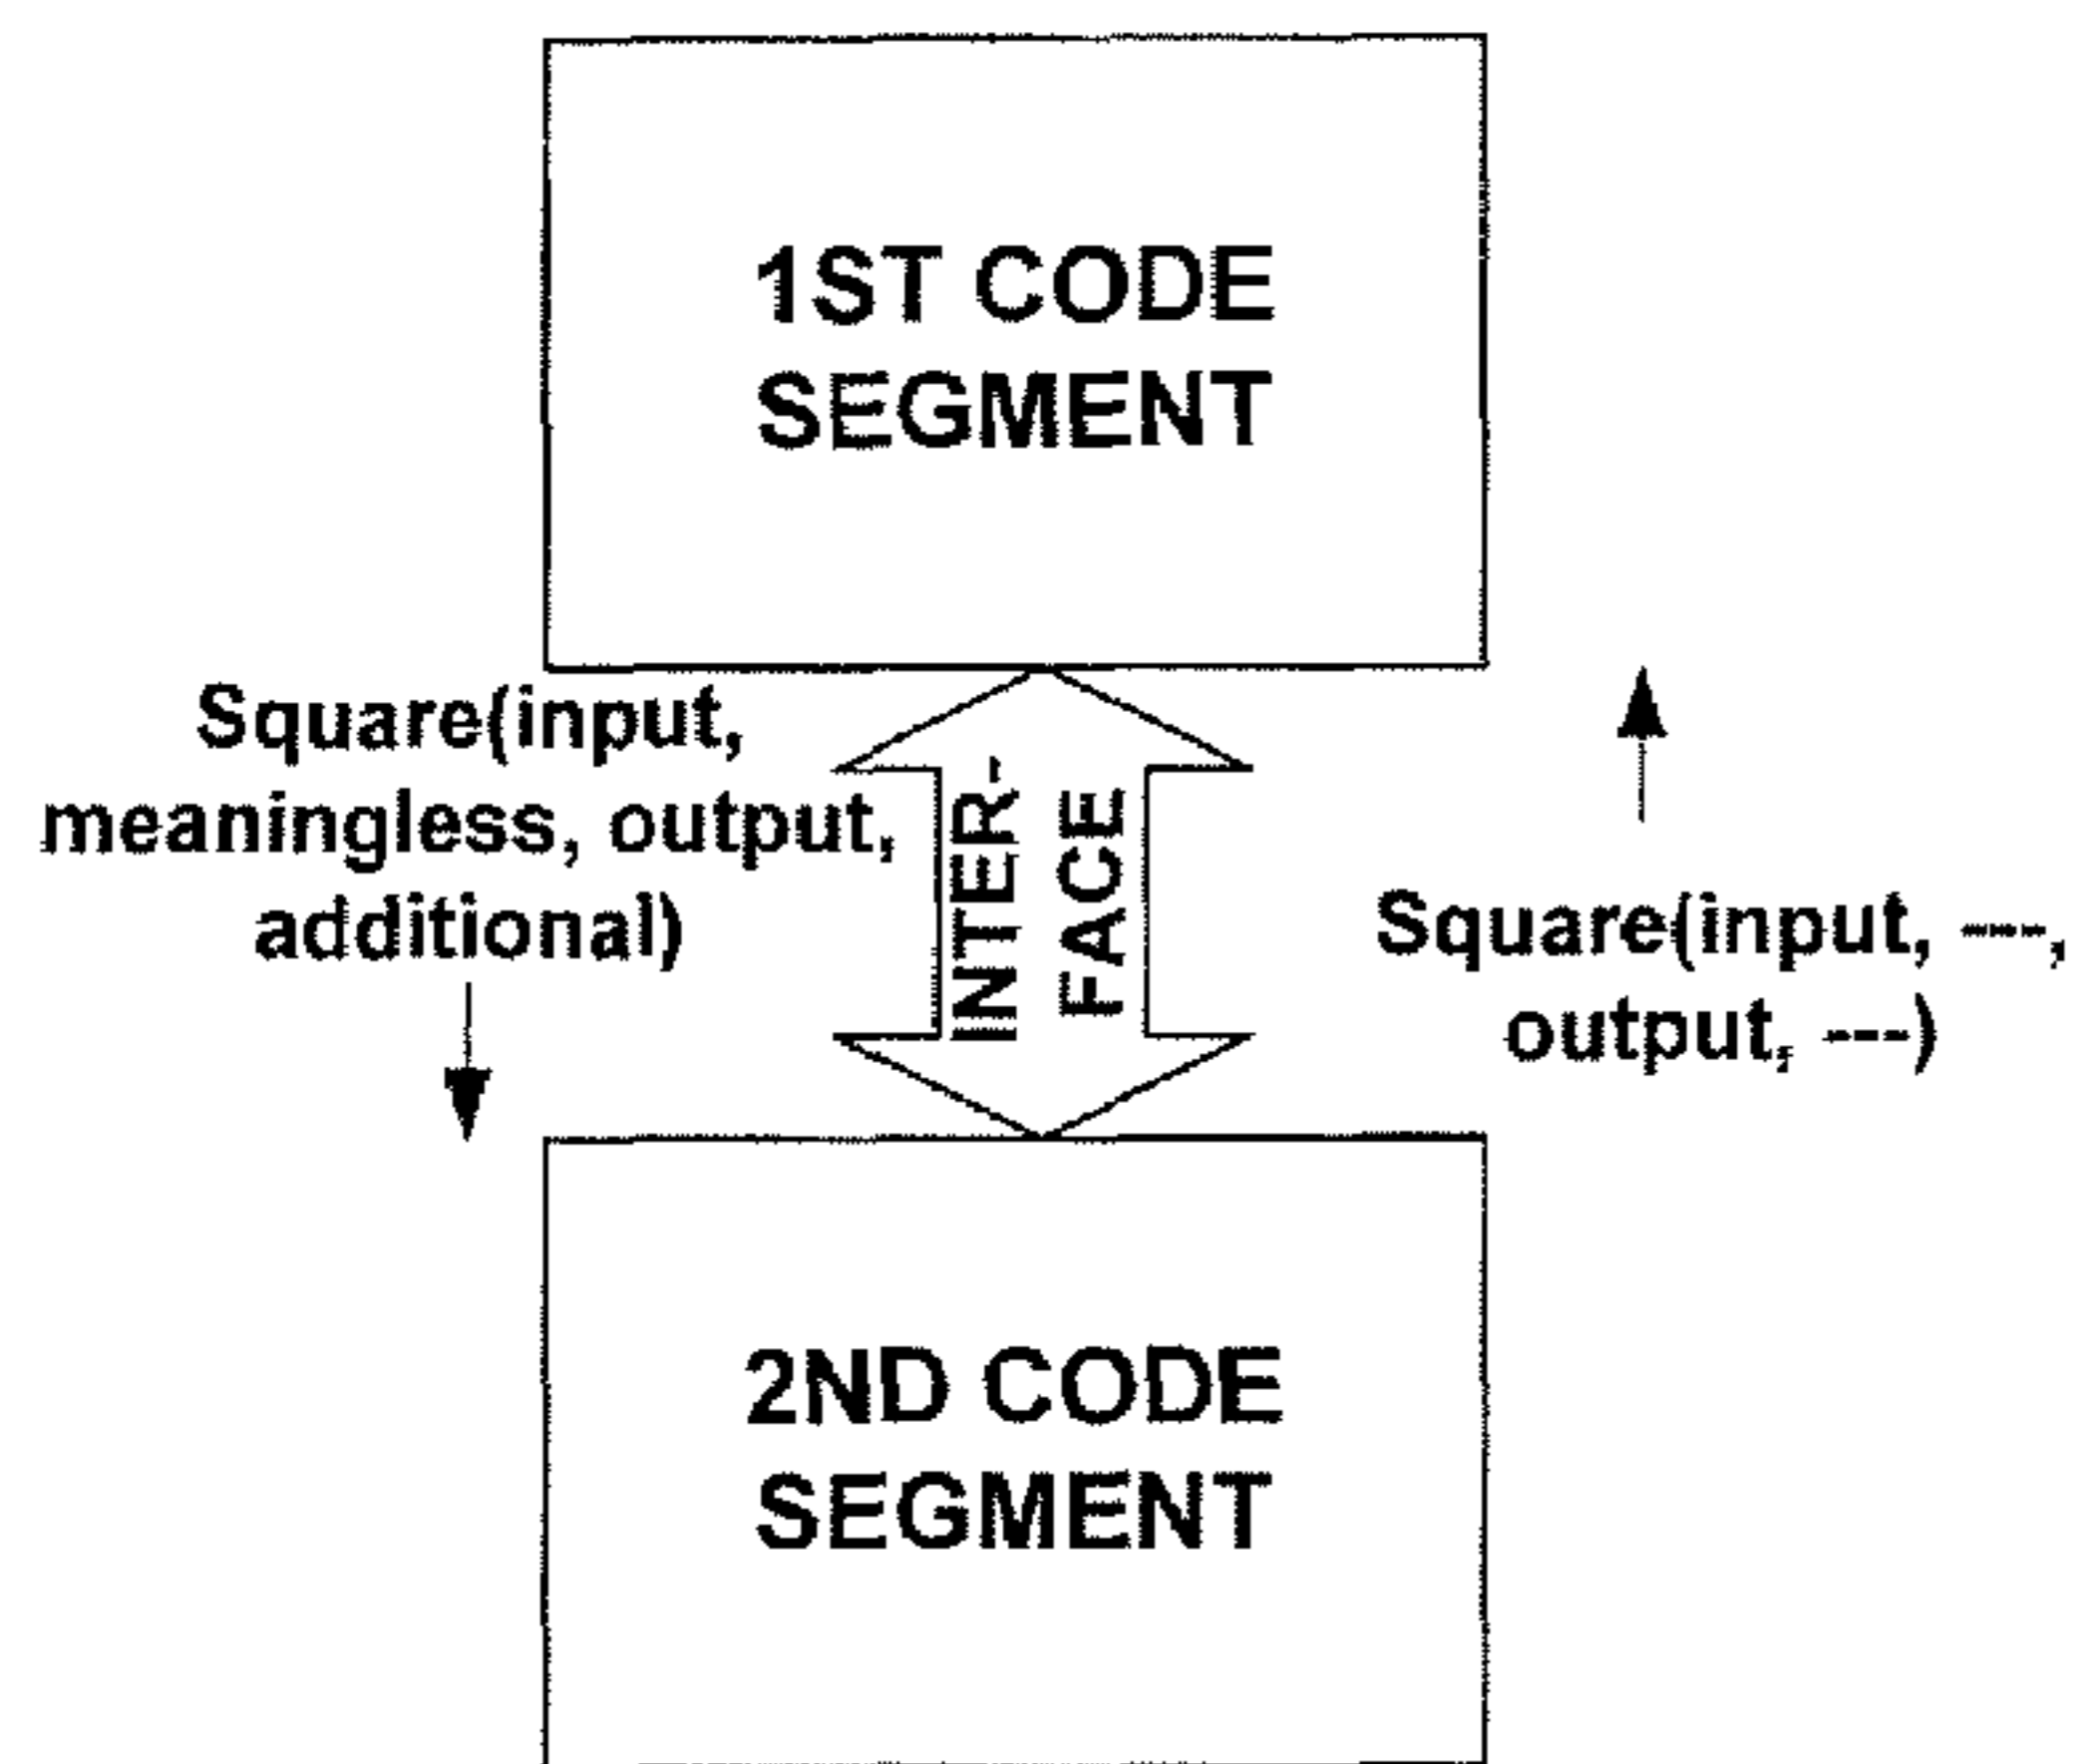 1ST CODE
SEGMENT
Square(input,
meaningless, output,
additional)
INTER-
FACE
Square(input, ---,
output, ---)
2ND CODE
SEGMENT